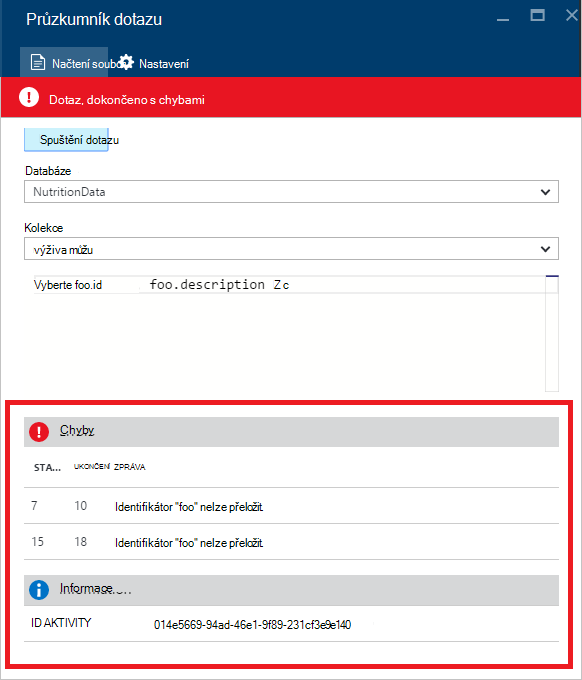 Průzkumník dotazu
Načtení soubo Nastavení
Dotaz, dokončeno s chybami
Spuštění dotazu
Databáze
NutritionData
Kolekce
výživa můžu
Vyberte foo.id foo.description Zc
Chyby
STA... UKONČENÍ ZPRÁVA
7 10 Identifikátor "foo" nelze přeložit.
15 18 Identifikátor "foo" nelze přeložit.
Informace
ID AKTIVITY 014e5669-94ad-46e1-9f89-231cf3e9e140